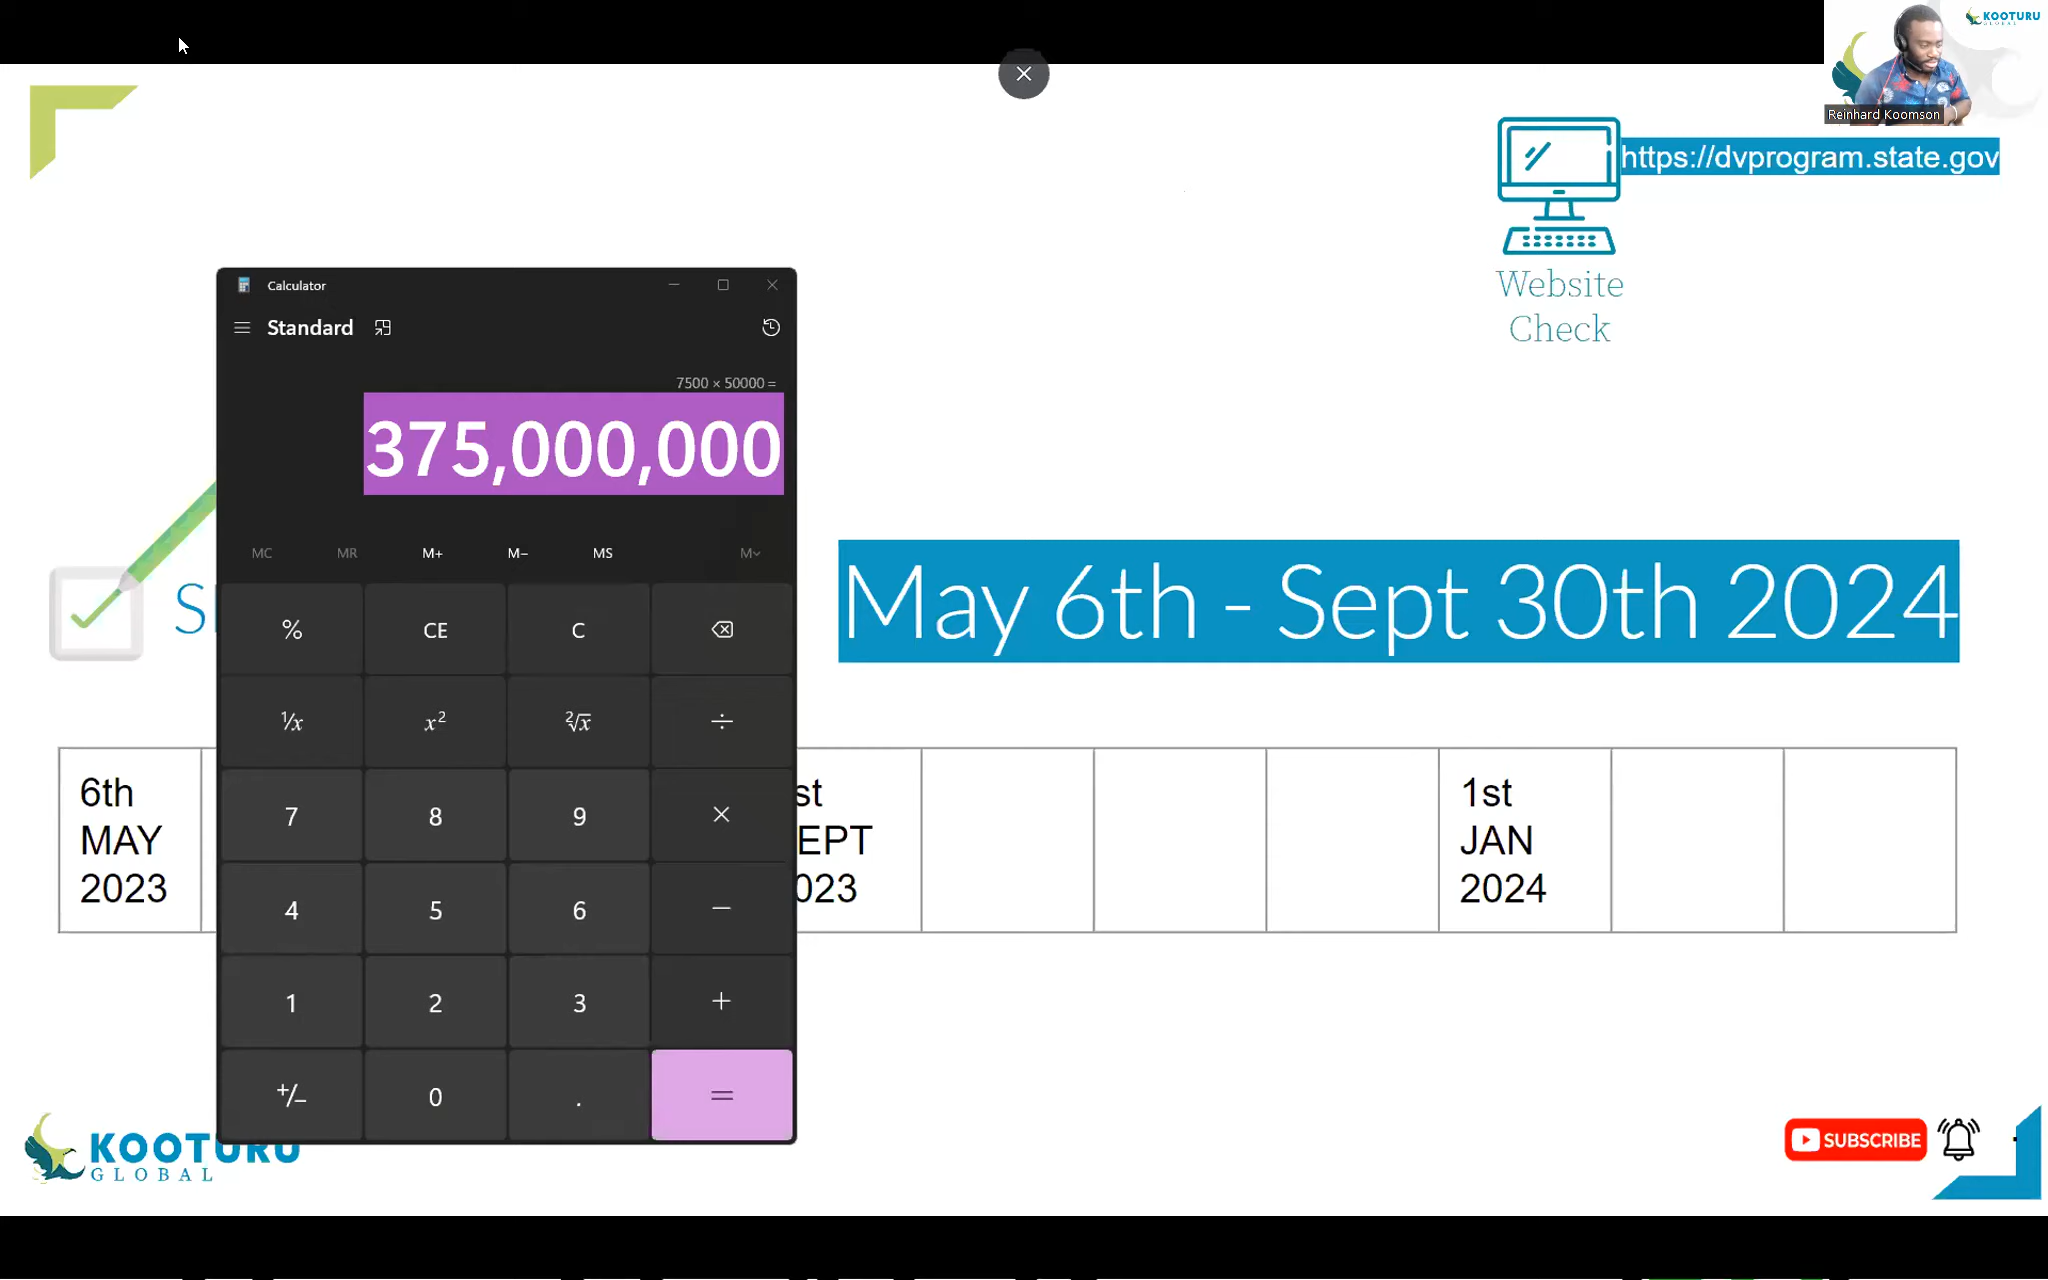 KOOTURU
GLOBAL
Reinhard Koomson
https://dvprogram.state.gov
Website
Check
Calculator
Standard
7500 × 50000 =
375,000,000
MC MR M+ M− MS M
% CE C
1/x x² ²√x ÷
7 8 9 ×
4 5 6 −
1 2 3 +
+/− 0 . =
May 6th - Sept 30th 2024
6th
MAY
2023
st
EPT
023
1st
JAN
2024
KOOTURU
GLOBAL
SUBSCRIBE